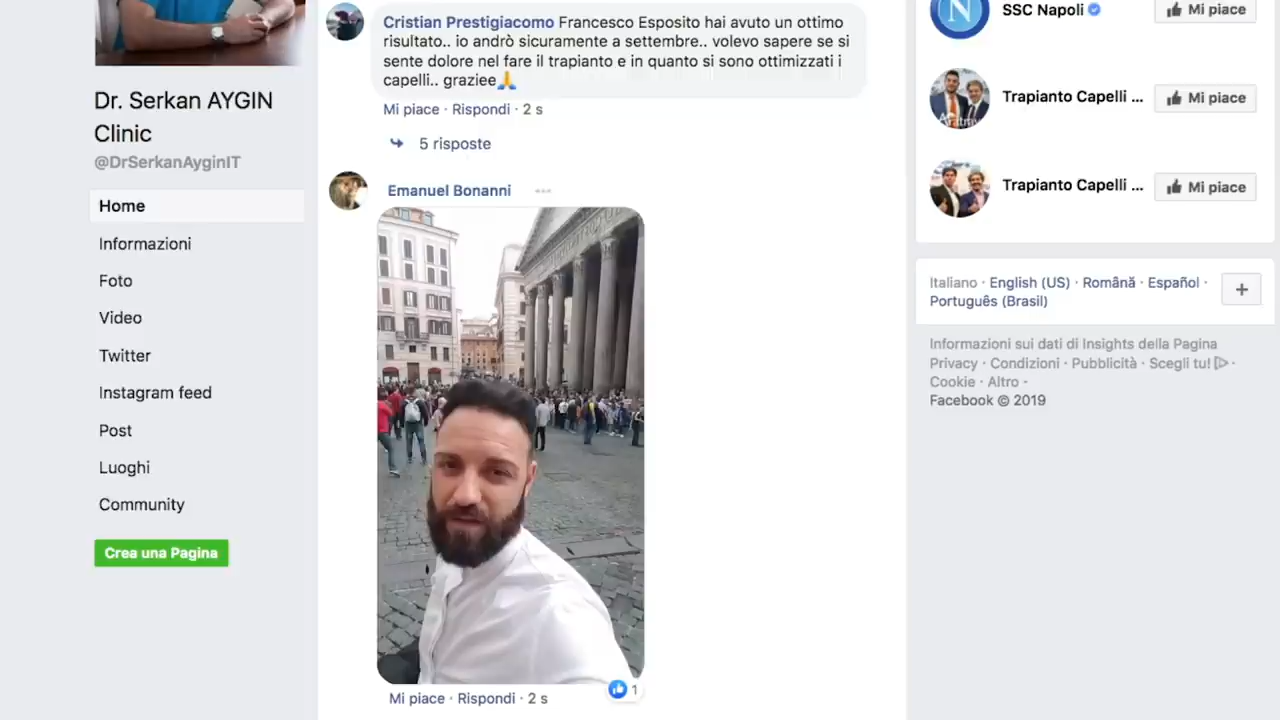 Dr. Serkan AYGIN
Clinic
@DrSerkanAyginIT
Home
Informazioni
Foto
Video
Twitter
Instagram feed
Post
Luoghi
Community
Crea una Pagina
Cristian Prestigiacomo Francesco Esposito hai avuto un ottimo
risultato.. io andrò sicuramente a settembre.. volevo sapere se si
sente dolore nel fare il trapianto e in quanto si sono ottimizzati i
capelli.. graziee🙏
Mi piace · Rispondi · 2 s
5 risposte
Emanuel Bonanni
Mi piace · Rispondi · 2 s
1
N
SSC Napoli
Mi piace
Trapianto Capelli ...
Mi piace
Trapianto Capelli ...
Mi piace
Italiano · English (US) · Română · Español ·
Português (Brasil)
+
Informazioni sui dati di Insights della Pagina
Privacy · Condizioni · Pubblicità · Scegli tu! ·
Cookie · Altro ·
Facebook © 2019